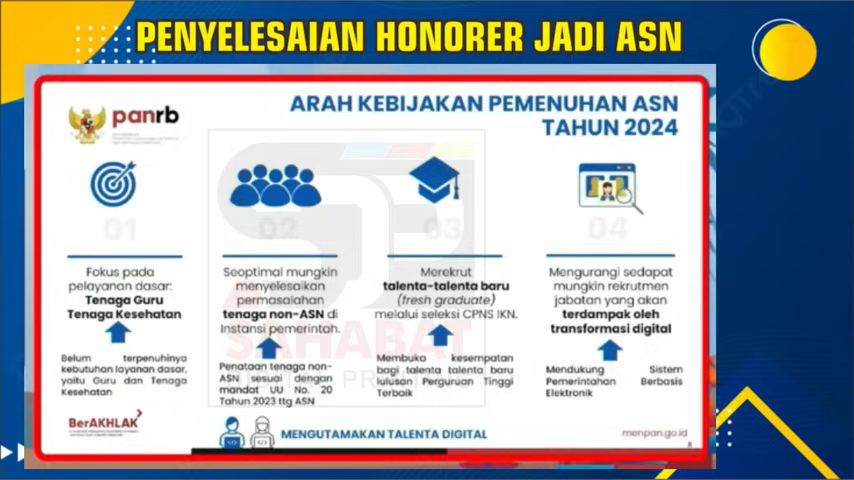 PENYELESAIAN HONORER JADI ASN
panrb
ARAH KEBIJAKAN PEMENUHAN ASN
TAHUN 2024
01
Fokus pada
pelayanan dasar:
Tenaga Guru
Tenaga Kesehatan
Belum terpenuhinya
kebutuhan layanan dasar,
yaitu Guru dan Tenaga
Kesehatan
02
Seoptimal mungkin
menyelesaikan
permasalahan
tenaga non-ASN di
Instansi pemerintah.
Penataan tenaga non-
ASN sesuai dengan
mandat UU No. 20
Tahun 2023 ttg ASN
03
Merekrut
talenta-talenta baru
(fresh graduate)
melalui seleksi CPNS IKN.
Membuka kesempatan
bagi talenta talenta baru
lulusan Perguruan Tinggi
Terbaik
04
Mengurangi sedapat
mungkin rekrutmen
jabatan yang akan
terdampak oleh
transformasi digital
Mendukung Sistem
Pemerintahan Berbasis
Elektronik
SAHABAT
BerAKHLAK
MENGUTAMAKAN TALENTA DIGITAL
menpan.go.id
8